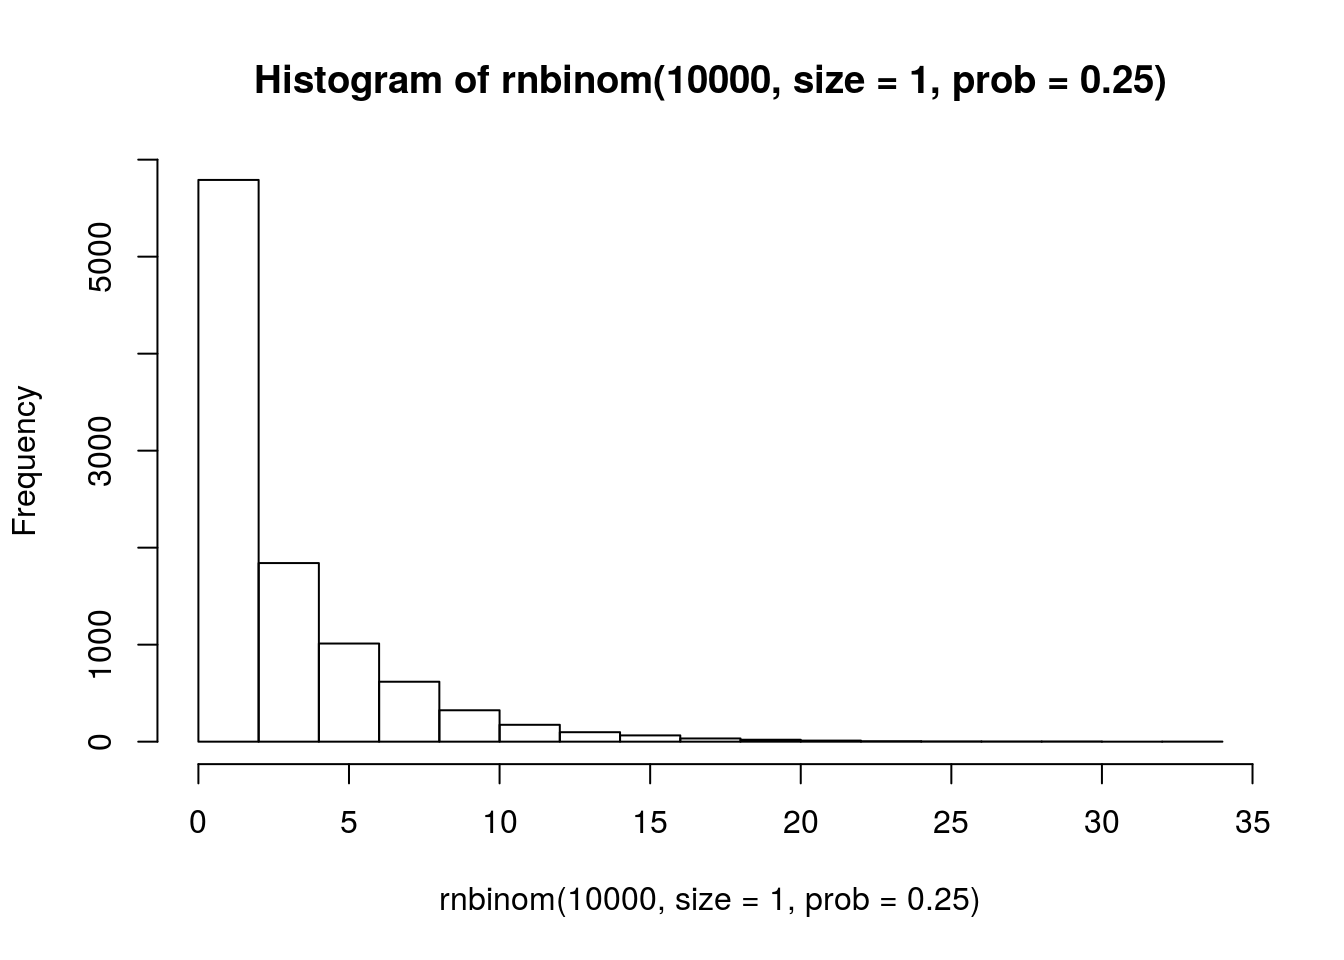 Histogram of rnbinom(10000, size = 1, prob = 0.25)
Frequency
5000
3000
1000
0
0 5 10 15 20 25 30 35
rnbinom(10000, size = 1, prob = 0.25)